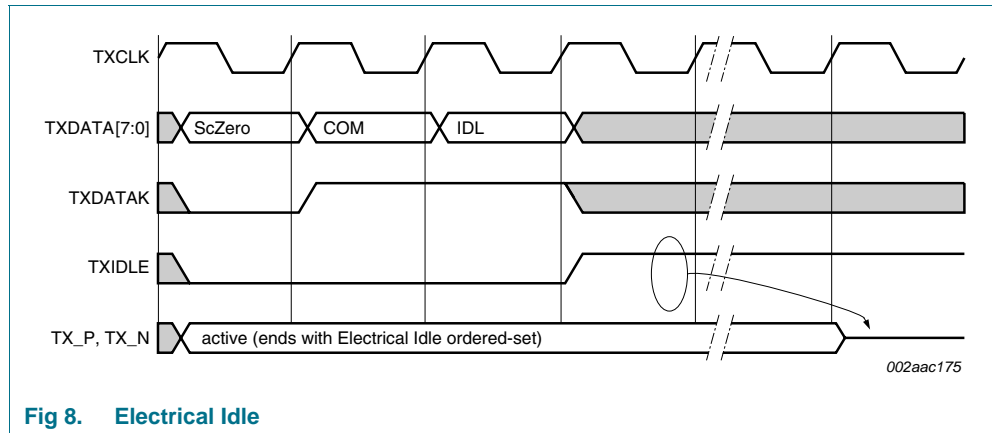 TXCLK
TXDATA[7:0] ScZero COM IDL
TXDATAK
TXIDLE
TX_P, TX_N active (ends with Electrical Idle ordered-set)
002aac175
Fig 8. Electrical Idle